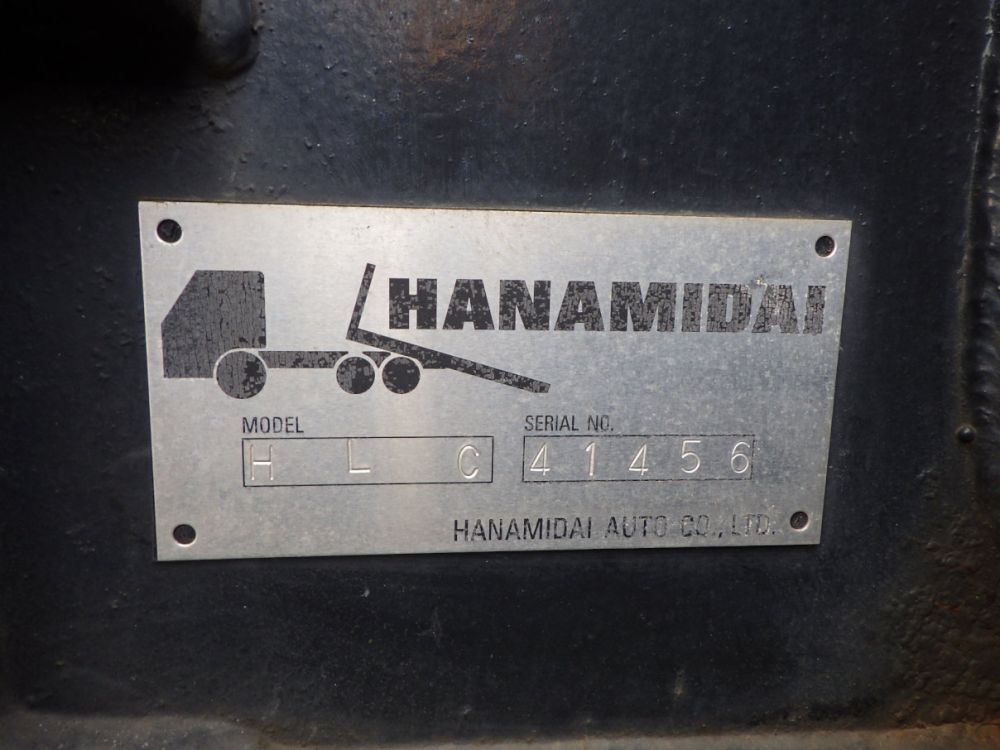 HANAMIDAI
MODEL SERIAL NO.
H L C 41456
HANAMIDAI AUTO CO., LTD.